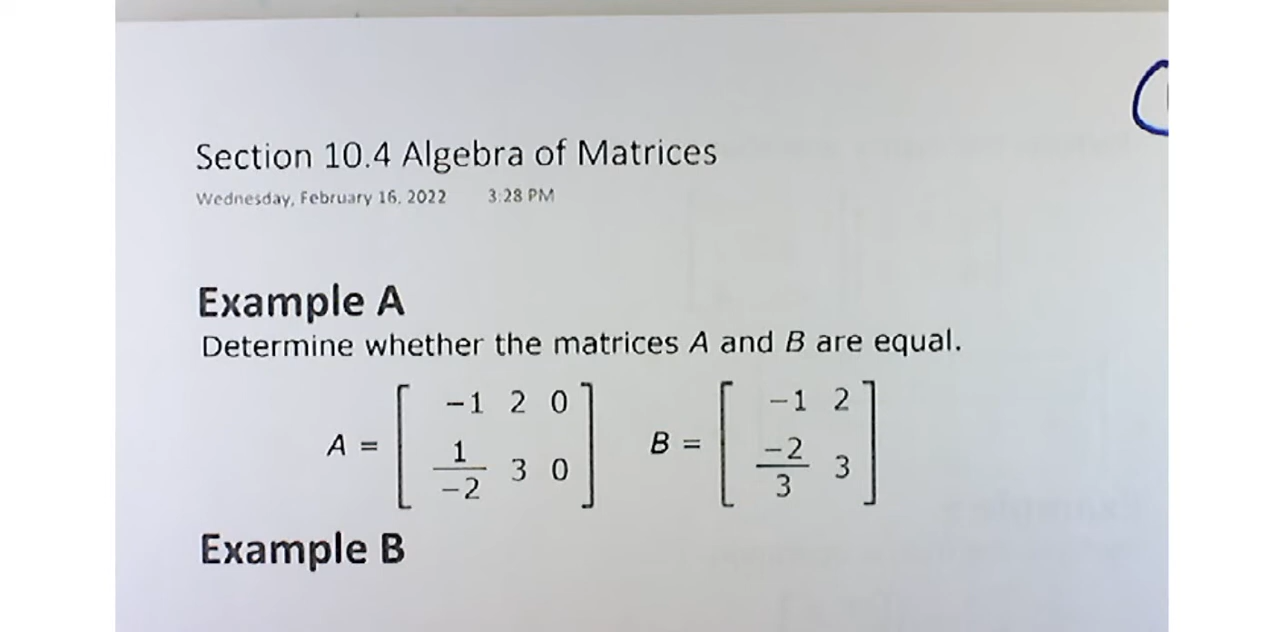 Section 10.4 Algebra of Matrices
Wednesday, February 16, 2022 3:28 PM
Example A
Determine whether the matrices A and B are equal.
A = [ -1 2 0 ; 1/-2 3 0 ] B = [ -1 2 ; -2/3 3 ]
Example B